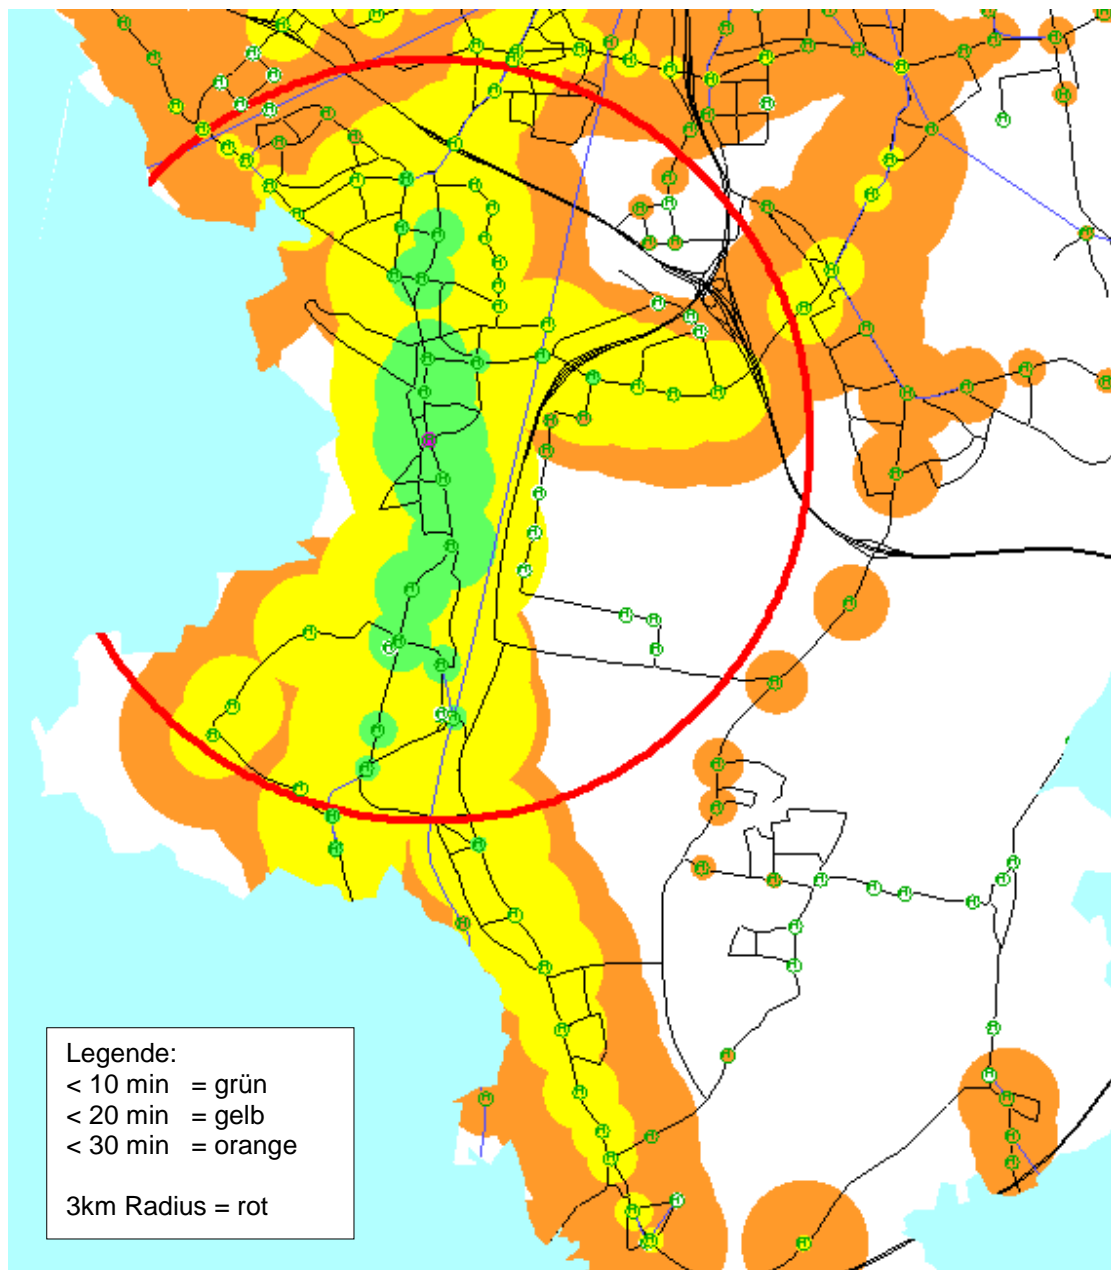 Legende:
< 10 min = grün
< 20 min = gelb
< 30 min = orange
3km Radius = rot